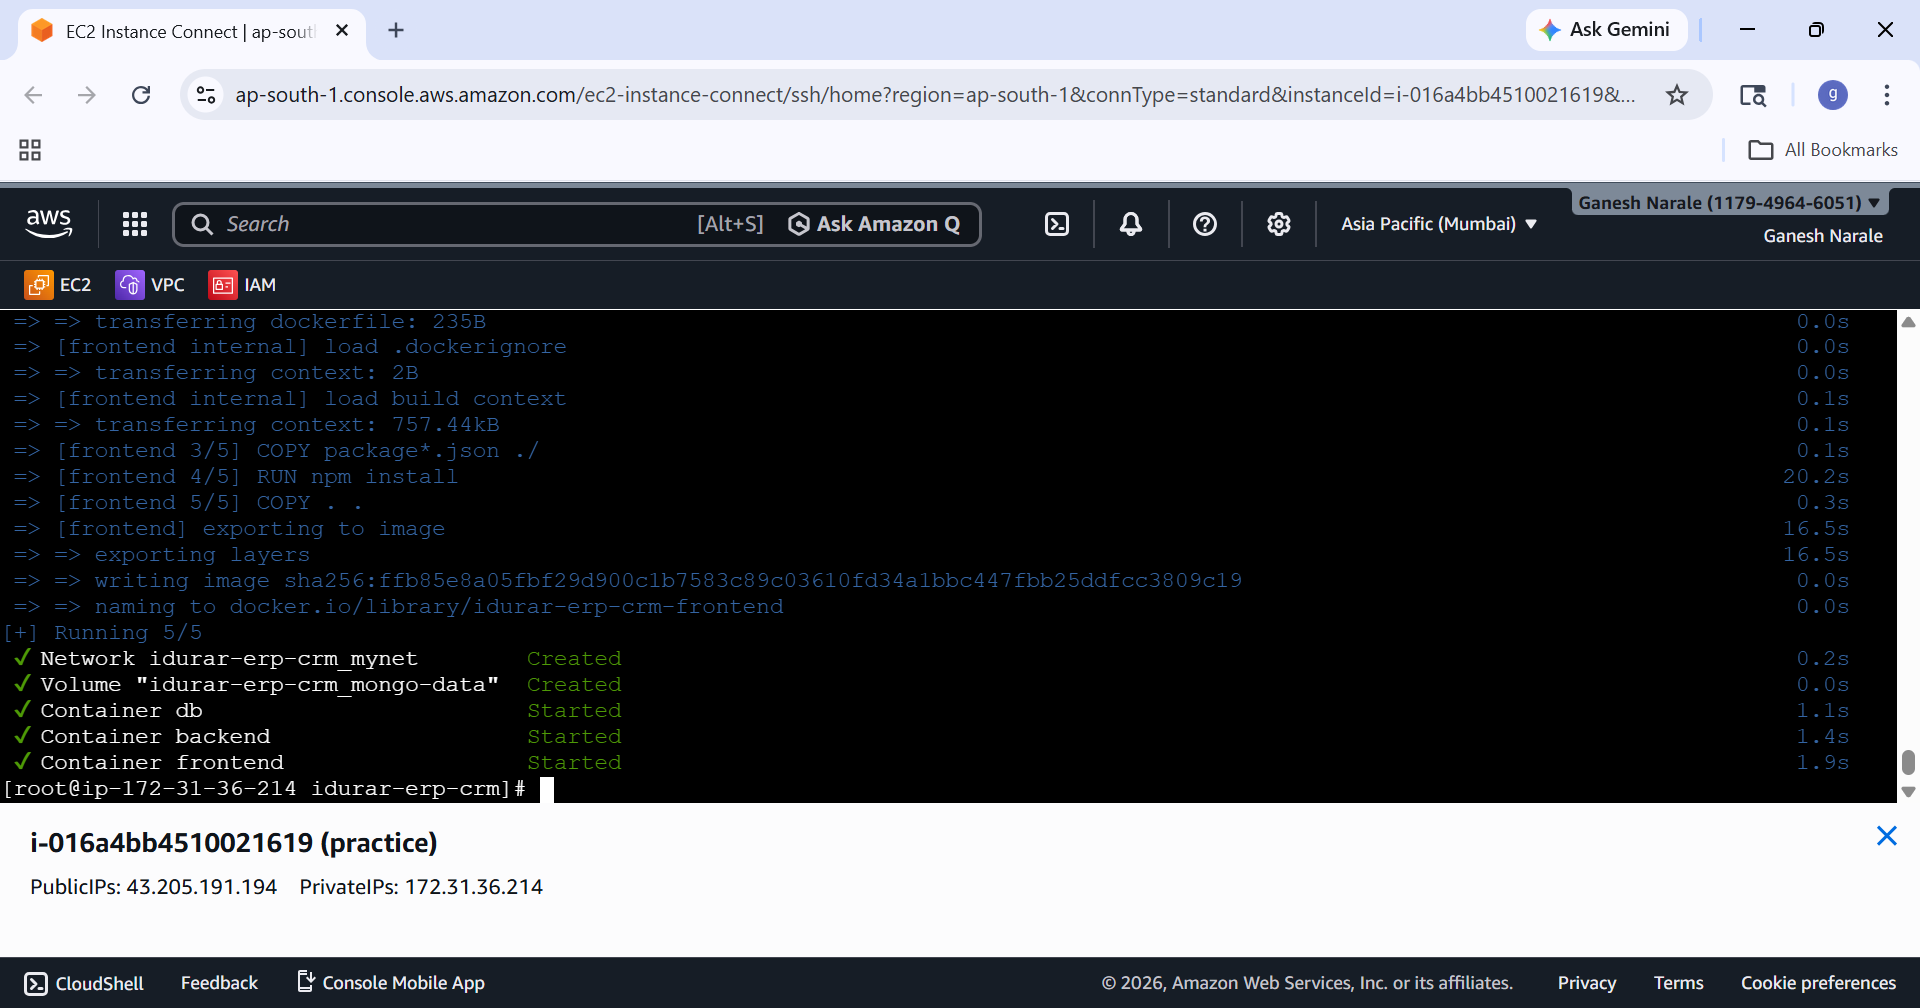 EC2 Instance Connect | ap-sout
Ask Gemini
ap-south-1.console.aws.amazon.com/ec2-instance-connect/ssh/home?region=ap-south-1&connType=standard&instanceId=i-016a4bb4510021619&...
g
All Bookmarks
aws
Search [Alt+S] Ask Amazon Q
Asia Pacific (Mumbai) ▼
Ganesh Narale (1179-4964-6051) ▼
Ganesh Narale
EC2 VPC IAM
=> => transferring dockerfile: 235B 0.0s
=> [frontend internal] load .dockerignore 0.0s
=> => transferring context: 2B 0.0s
=> [frontend internal] load build context 0.1s
=> => transferring context: 757.44kB 0.1s
=> [frontend 3/5] COPY package*.json ./ 0.1s
=> [frontend 4/5] RUN npm install 20.2s
=> [frontend 5/5] COPY . . 0.3s
=> [frontend] exporting to image 16.5s
=> => exporting layers 16.5s
=> => writing image sha256:ffb85e8a05fbf29d900c1b7583c89c03610fd34a1bbc447fbb25ddfcc3809c19 0.0s
=> => naming to docker.io/library/idurar-erp-crm-frontend 0.0s
[+] Running 5/5
✓ Network idurar-erp-crm_mynet Created 0.2s
✓ Volume "idurar-erp-crm_mongo-data" Created 0.0s
✓ Container db Started 1.1s
✓ Container backend Started 1.4s
✓ Container frontend Started 1.9s
[root@ip-172-31-36-214 idurar-erp-crm]#
i-016a4bb4510021619 (practice)
PublicIPs: 43.205.191.194 PrivateIPs: 172.31.36.214
CloudShell Feedback Console Mobile App © 2026, Amazon Web Services, Inc. or its affiliates. Privacy Terms Cookie preferences